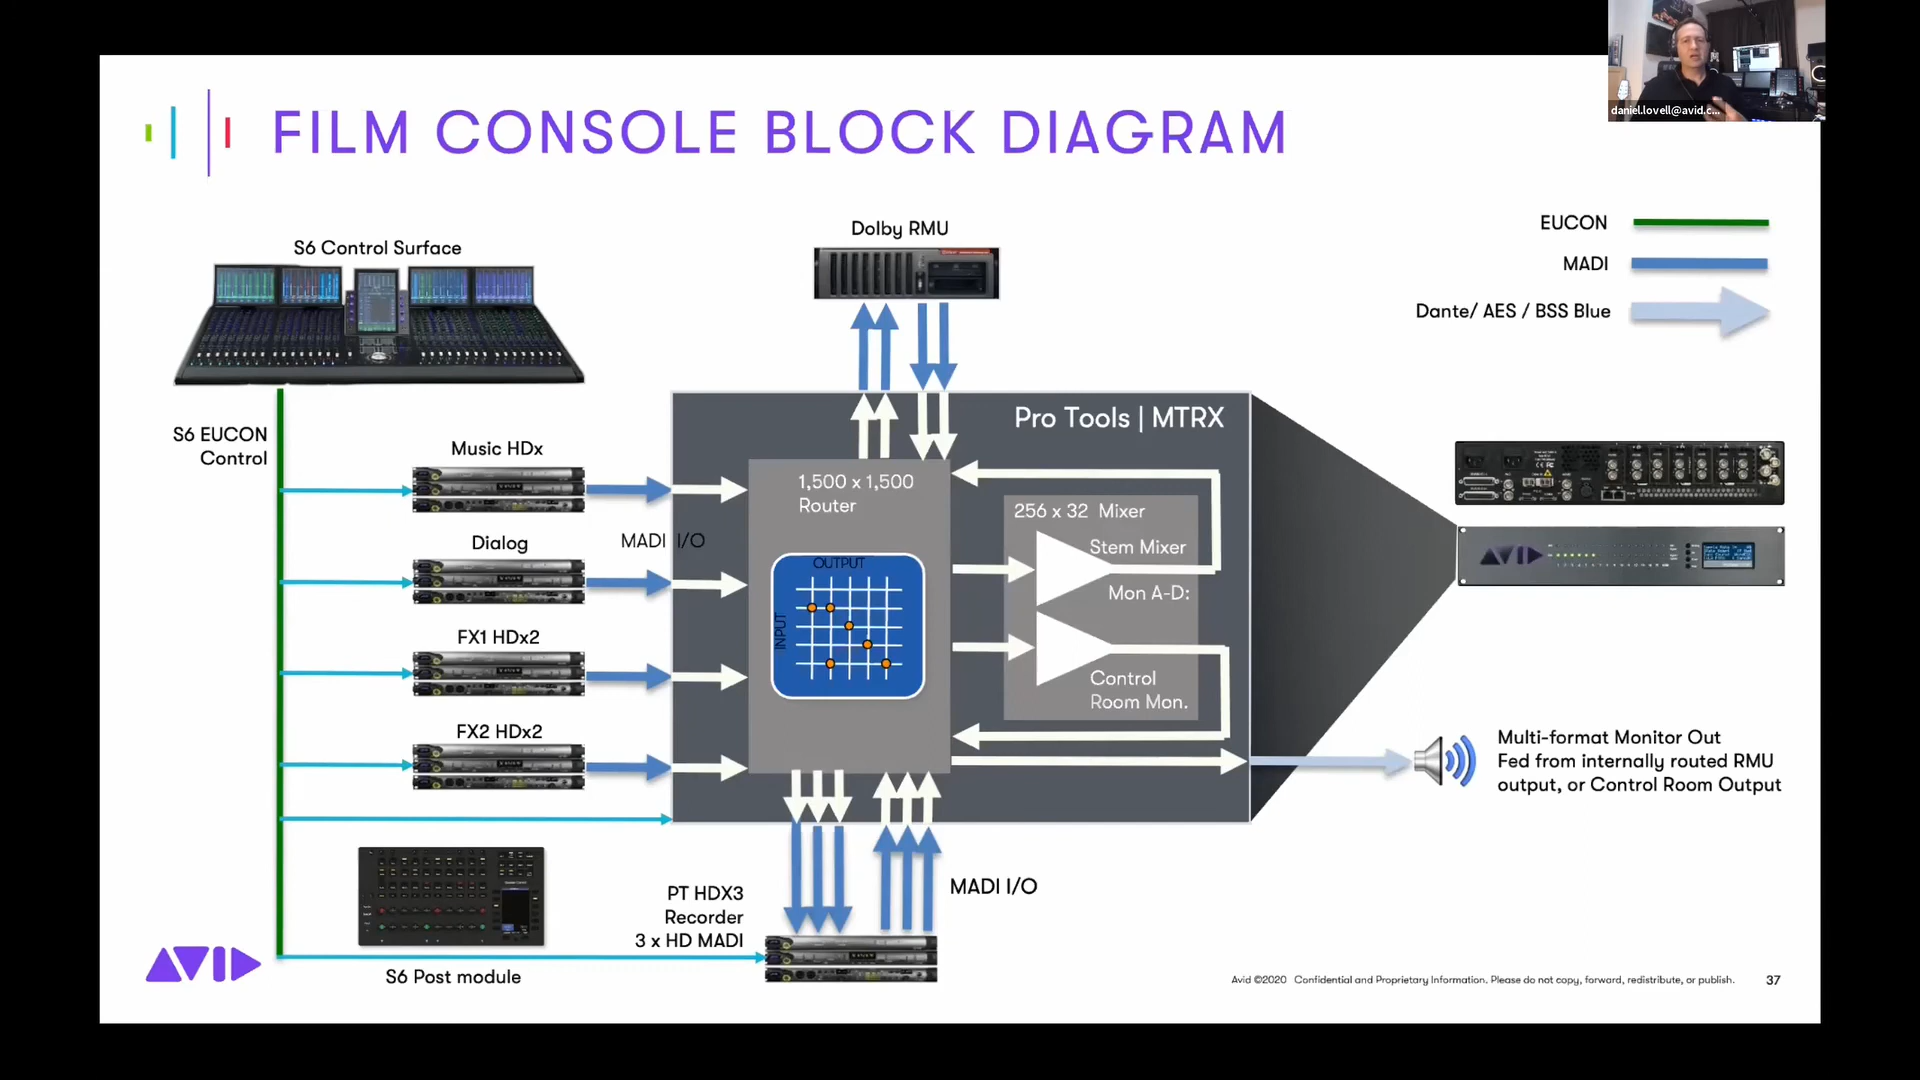 daniel.lovell@avid.c...
FILM CONSOLE BLOCK DIAGRAM
Dolby RMU
EUCON
S6 Control Surface
MADI
Dante/ AES / BSS Blue
Pro Tools | MTRX
S6 EUCON
Control
Music HDx
1,500 x 1,500
Router
256 x 32 Mixer
MADI I/O
Dialog
Stem Mixer
OUTPUT
AVID
Mon A-D:
INPUT
FX1 HDx2
Control
Room Mon.
FX2 HDx2
Multi-format Monitor Out
Fed from internally routed RMU
output, or Control Room Output
PT HDX3
Recorder
3 x HD MADI
MADI I/O
AVID
S6 Post module
Avid ©2020 Confidential and Proprietary Information. Please do not copy, forward, redistribute, or publish.
37